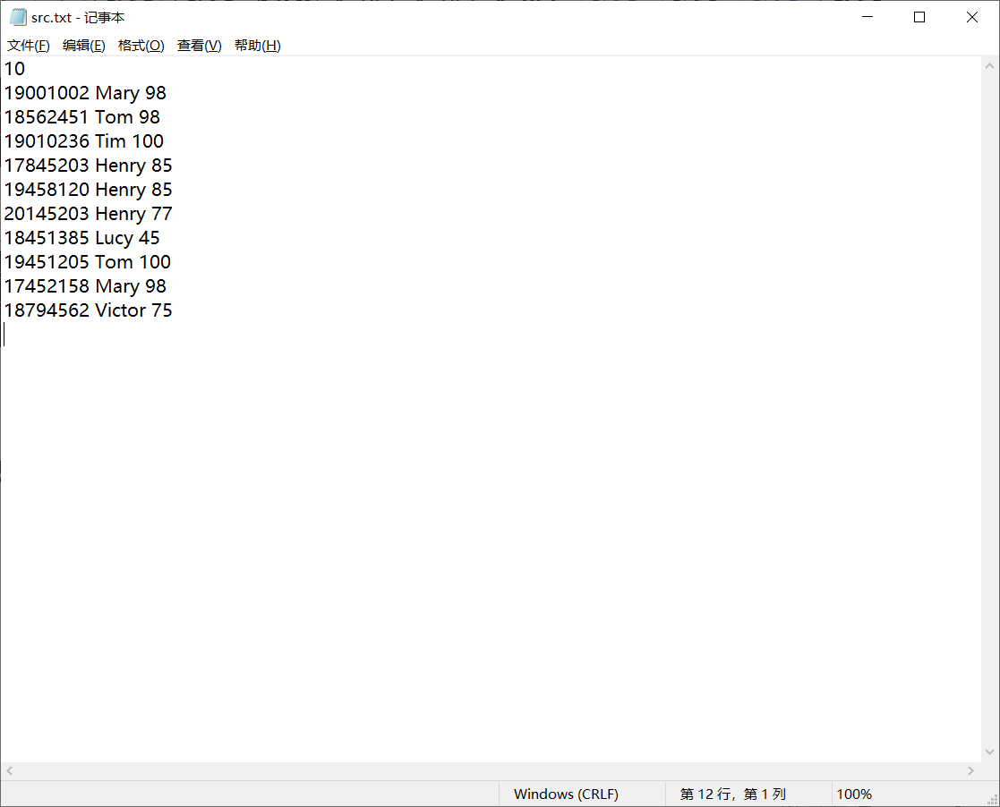 src.txt - 记事本
文件(F) 编辑(E) 格式(O) 查看(V) 帮助(H)
10
19001002 Mary 98
18562451 Tom 98
19010236 Tim 100
17845203 Henry 85
19458120 Henry 85
20145203 Henry 77
18451385 Lucy 45
19451205 Tom 100
17452158 Mary 98
18794562 Victor 75
Windows (CRLF) 第 12 行，第 1 列 100%